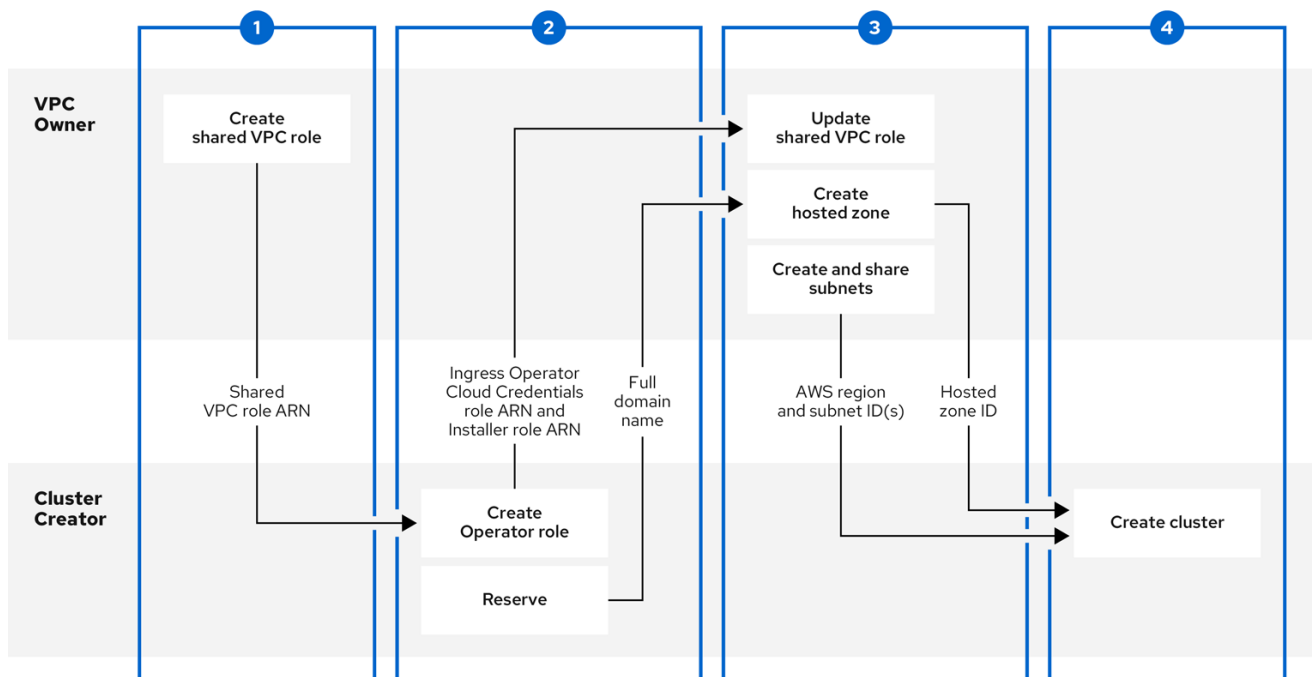 1
2
3
4
VPC
Owner
Create
shared VPC role
Update
shared VPC role
Create
hosted zone
Create and share
subnets
Shared
VPC role ARN
Ingress Operator
Cloud Credentials
role ARN and
Installer role ARN
Full
domain
name
AWS region
and subnet ID(s)
Hosted
zone ID
Cluster
Creator
Create
Operator role
Reserve
Create cluster